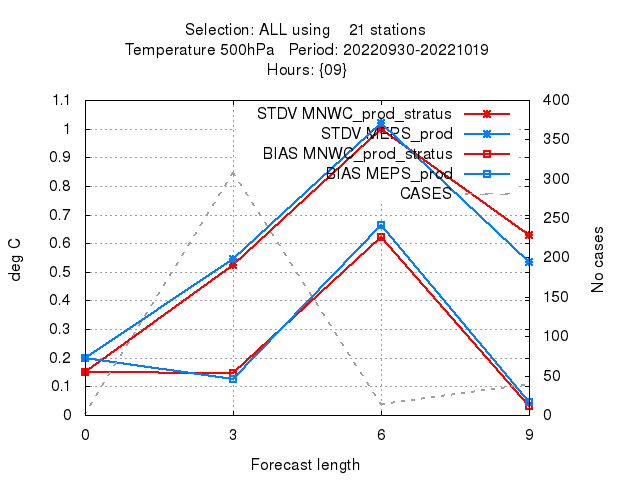 Selection: ALL using    21 stations
Temperature 500hPa   Period: 20220930-20221019
Hours: {09}
STDV MNWC_prod_stratus
STDV MEPS_prod
BIAS MNWC_prod_stratus
BIAS MEPS_prod
CASES
deg C
1.1
1
0.9
0.8
0.7
0.6
0.5
0.4
0.3
0.2
0.1
0
400
350
300
250
200
150
100
50
0
No cases
0 3 6 9
Forecast length